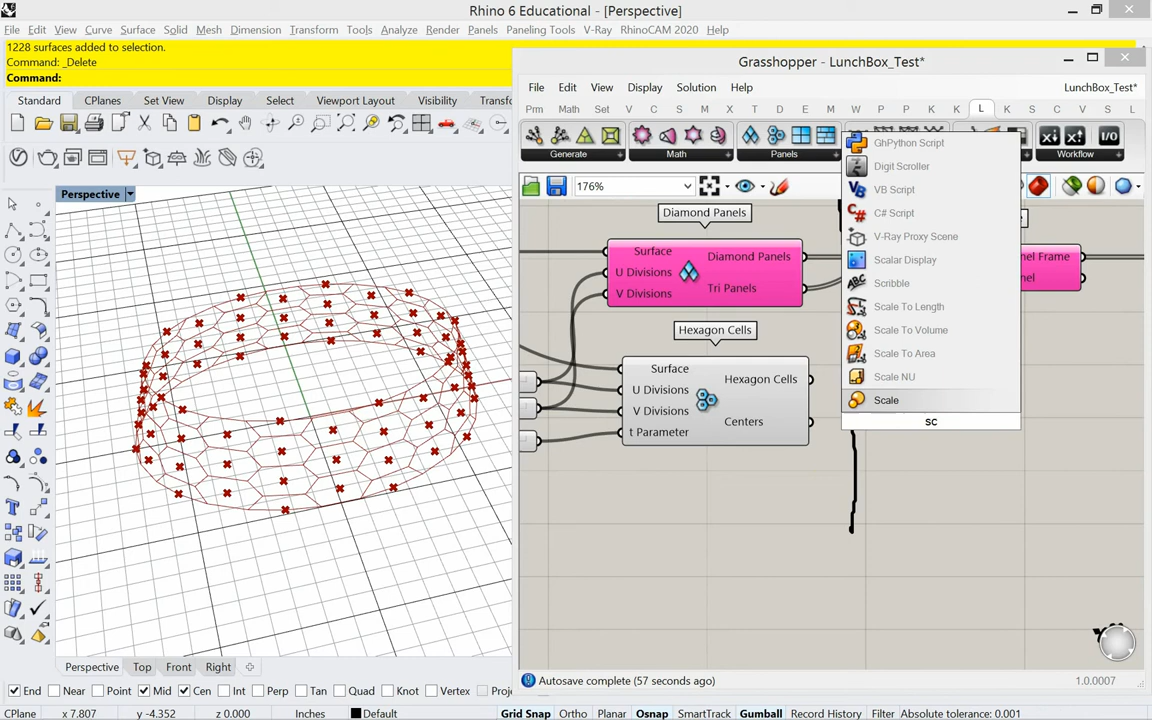 Rhino 6 Educational - [Perspective]
File Edit View Curve Surface Solid Mesh Dimension Transform Tools Analyze Render Panels Paneling Tools V-Ray RhinoCAM 2020 Help
1228 surfaces added to selection.
Command: _Delete
Command:
Standard CPlanes Set View Display Select Viewport Layout Visibility Transfo
Perspective
Grasshopper - LunchBox_Test*
File Edit View Display Solution Help LunchBox_Test*
Prm Math Set V C S M X T D E M W P P K K L K S C V S L
Generate Math Panels Workflow
176%
GhPython Script
Digit Scroller
VB Script
C# Script
V-Ray Proxy Scene
Scalar Display
Scribble
Scale To Length
Scale To Volume
Scale To Area
Scale NU
Scale
SC
Diamond Panels
Surface
U Divisions
V Divisions
Diamond Panels
Tri Panels
nel Frame
nel
Hexagon Cells
Surface
U Divisions
V Divisions
t Parameter
Hexagon Cells
Centers
Autosave complete (57 seconds ago) 1.0.0007
Perspective Top Front Right
End Near Point Mid Cen Int Perp Tan Quad Knot Vertex Proje
CPlane x 7.807 y -4.352 z 0.000 Inches Default Grid Snap Ortho Planar Osnap SmartTrack Gumball Record History Filter Absolute tolerance: 0.001